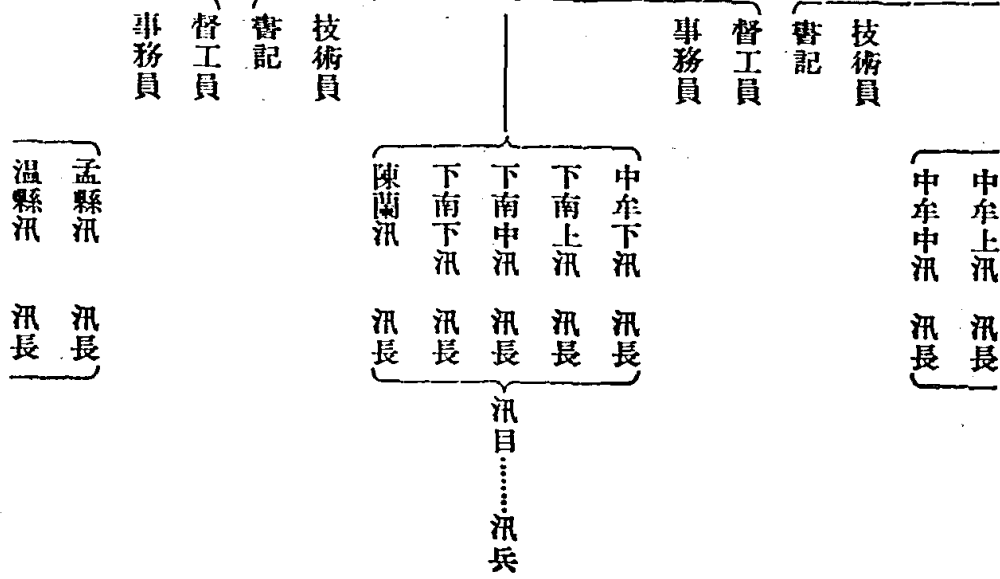 技術員
書記
督工員
事務員
技術員
書記
督工員
事務員
中牟上汛 汛長
中牟中汛 汛長
中牟下汛 汛長
下南上汛 汛長
下南中汛 汛長
下南下汛 汛長
陳蘭汛 汛長
汛目………汛兵
孟縣汛 汛長
溫縣汛 汛長